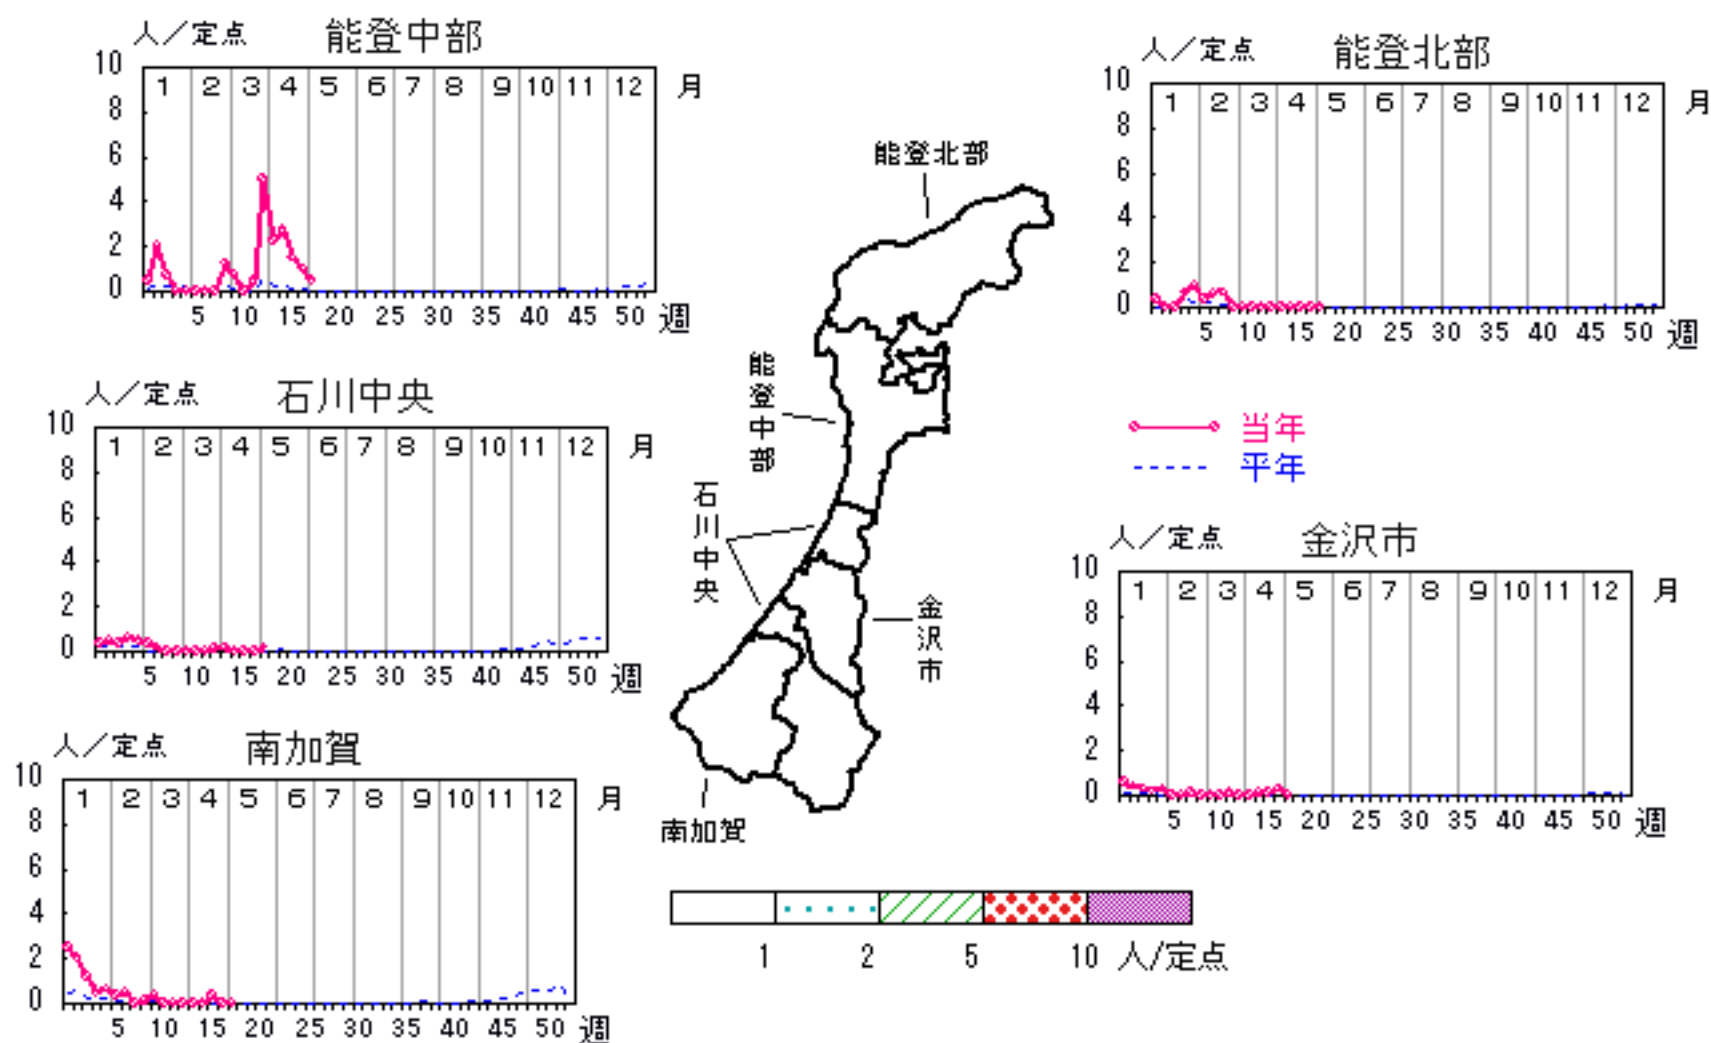 人／定点 能登中部
10 8 6 4 2 0
1 2 3 4 5 6 7 8 9 10 11 12 月
5 10 15 20 25 30 35 40 45 50 週
人／定点 能登北部
10 8 6 4 2 0
1 2 3 4 5 6 7 8 9 10 11 12 月
5 10 15 20 25 30 35 40 45 50 週
人／定点 石川中央
10 8 6 4 2 0
1 2 3 4 5 6 7 8 9 10 11 12 月
5 10 15 20 25 30 35 40 45 50 週
能登北部
能登中部
石川中央
金沢市
南加賀
当年
平年
人／定点 金沢市
10 8 6 4 2 0
1 2 3 4 5 6 7 8 9 10 11 12 月
5 10 15 20 25 30 35 40 45 50 週
人／定点 南加賀
10 8 6 4 2 0
1 2 3 4 5 6 7 8 9 10 11 12 月
5 10 15 20 25 30 35 40 45 50 週
1 2 5 10 人/定点